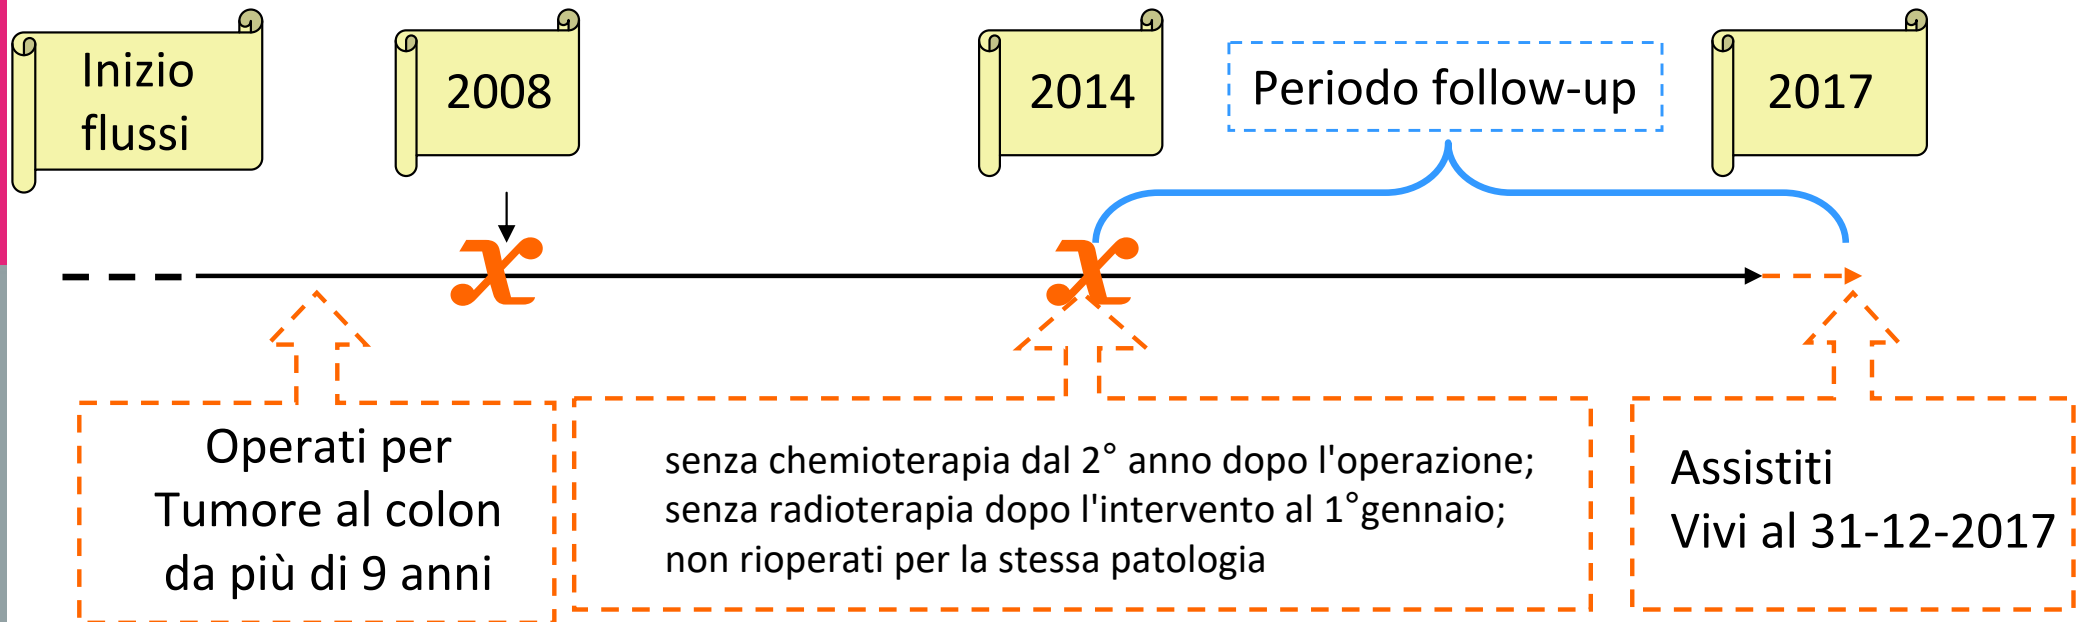 Inizio
flussi
2008
2014
Periodo follow-up
2017
Operati per
Tumore al colon
da più di 9 anni
senza chemioterapia dal 2° anno dopo l'operazione;
senza radioterapia dopo l'intervento al 1°gennaio;
non rioperati per la stessa patologia
Assistiti
Vivi al 31-12-2017